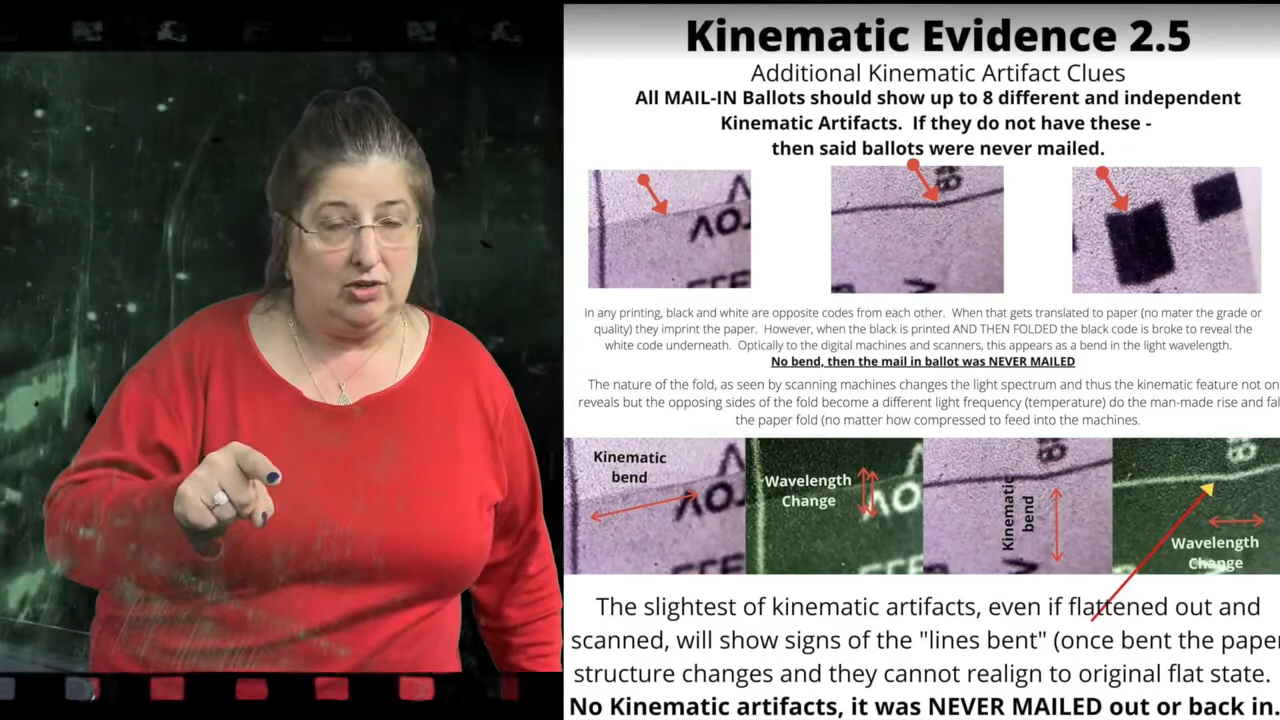 Kinematic Evidence 2.5
Additional Kinematic Artifact Clues
All MAIL-IN Ballots should show up to 8 different and independent
Kinematic Artifacts. If they do not have these -
then said ballots were never mailed.
In any printing, black and white are opposite codes from each other. When that gets translated to paper (no mater the grade or
quality) they imprint the paper. However, when the black is printed AND THEN FOLDED the black code is broke to reveal the
white code underneath. Optically to the digital machines and scanners, this appears as a bend in the light wavelength.
No bend, then the mail in ballot was NEVER MAILED
The nature of the fold, as seen by scanning machines changes the light spectrum and thus the kinematic feature not on
reveals but the opposing sides of the fold become a different light frequency (temperature) do the man-made rise and fal
the paper fold (no matter how compressed to feed into the machines.
Kinematic
bend
Wavelength
Change
Kinematic
bend
Wavelength
Change
The slightest of kinematic artifacts, even if flattened out and
scanned, will show signs of the "lines bent" (once bent the paper
structure changes and they cannot realign to original flat state.
No Kinematic artifacts, it was NEVER MAILED out or back in.